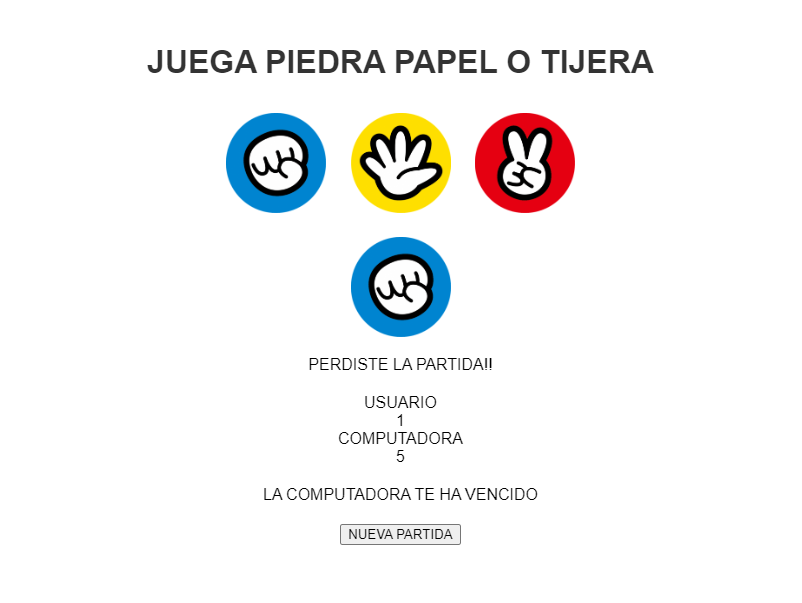 JUEGA PIEDRA PAPEL O TIJERA
PERDISTE LA PARTIDA!!
USUARIO
1
COMPUTADORA
5
LA COMPUTADORA TE HA VENCIDO
NUEVA PARTIDA